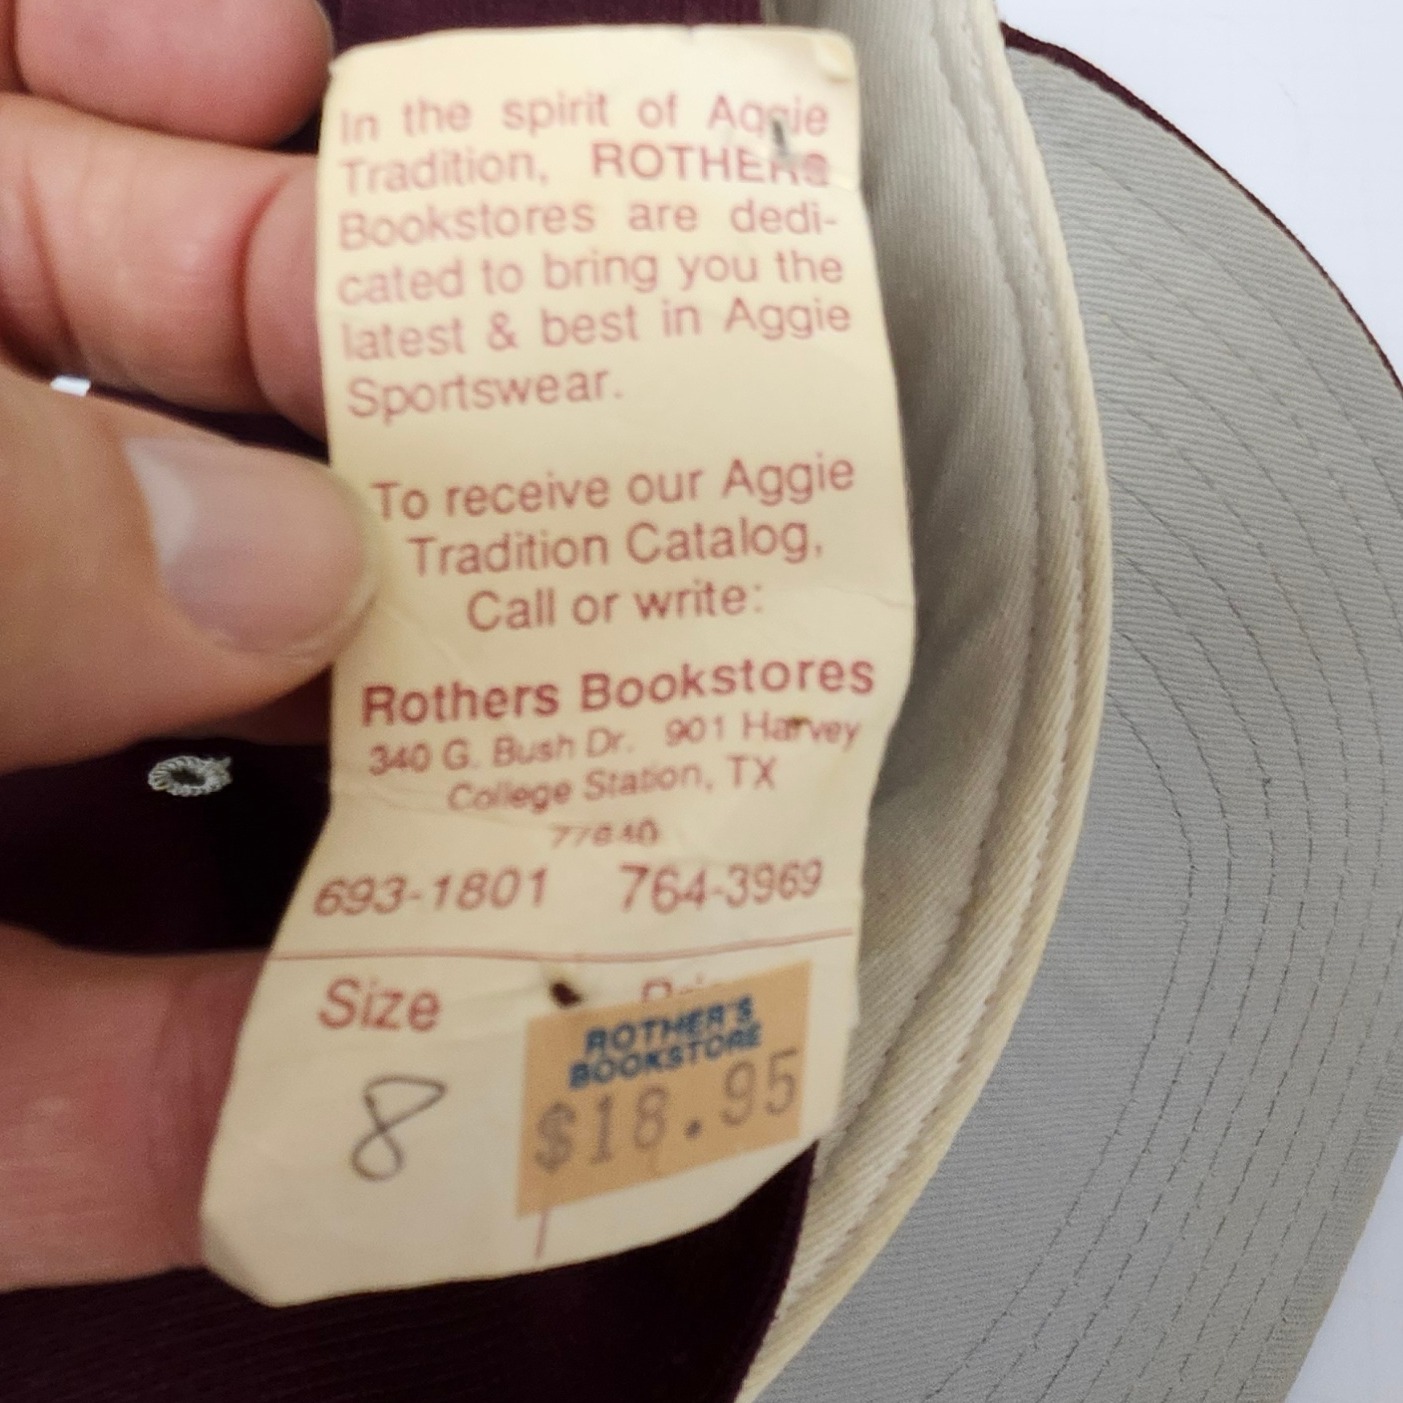 In the spirit of Aggie
Tradition, ROTHERS
Bookstores are dedi-
cated to bring you the
latest & best in Aggie
Sportswear.
To receive our Aggie
Tradition Catalog,
Call or write:
Rothers Bookstores
340 G. Bush Dr. 901 Harvey
College Station, TX
77840
693-1801 764-3969
Size
8
ROTHER'S
BOOKSTORE
$18.95